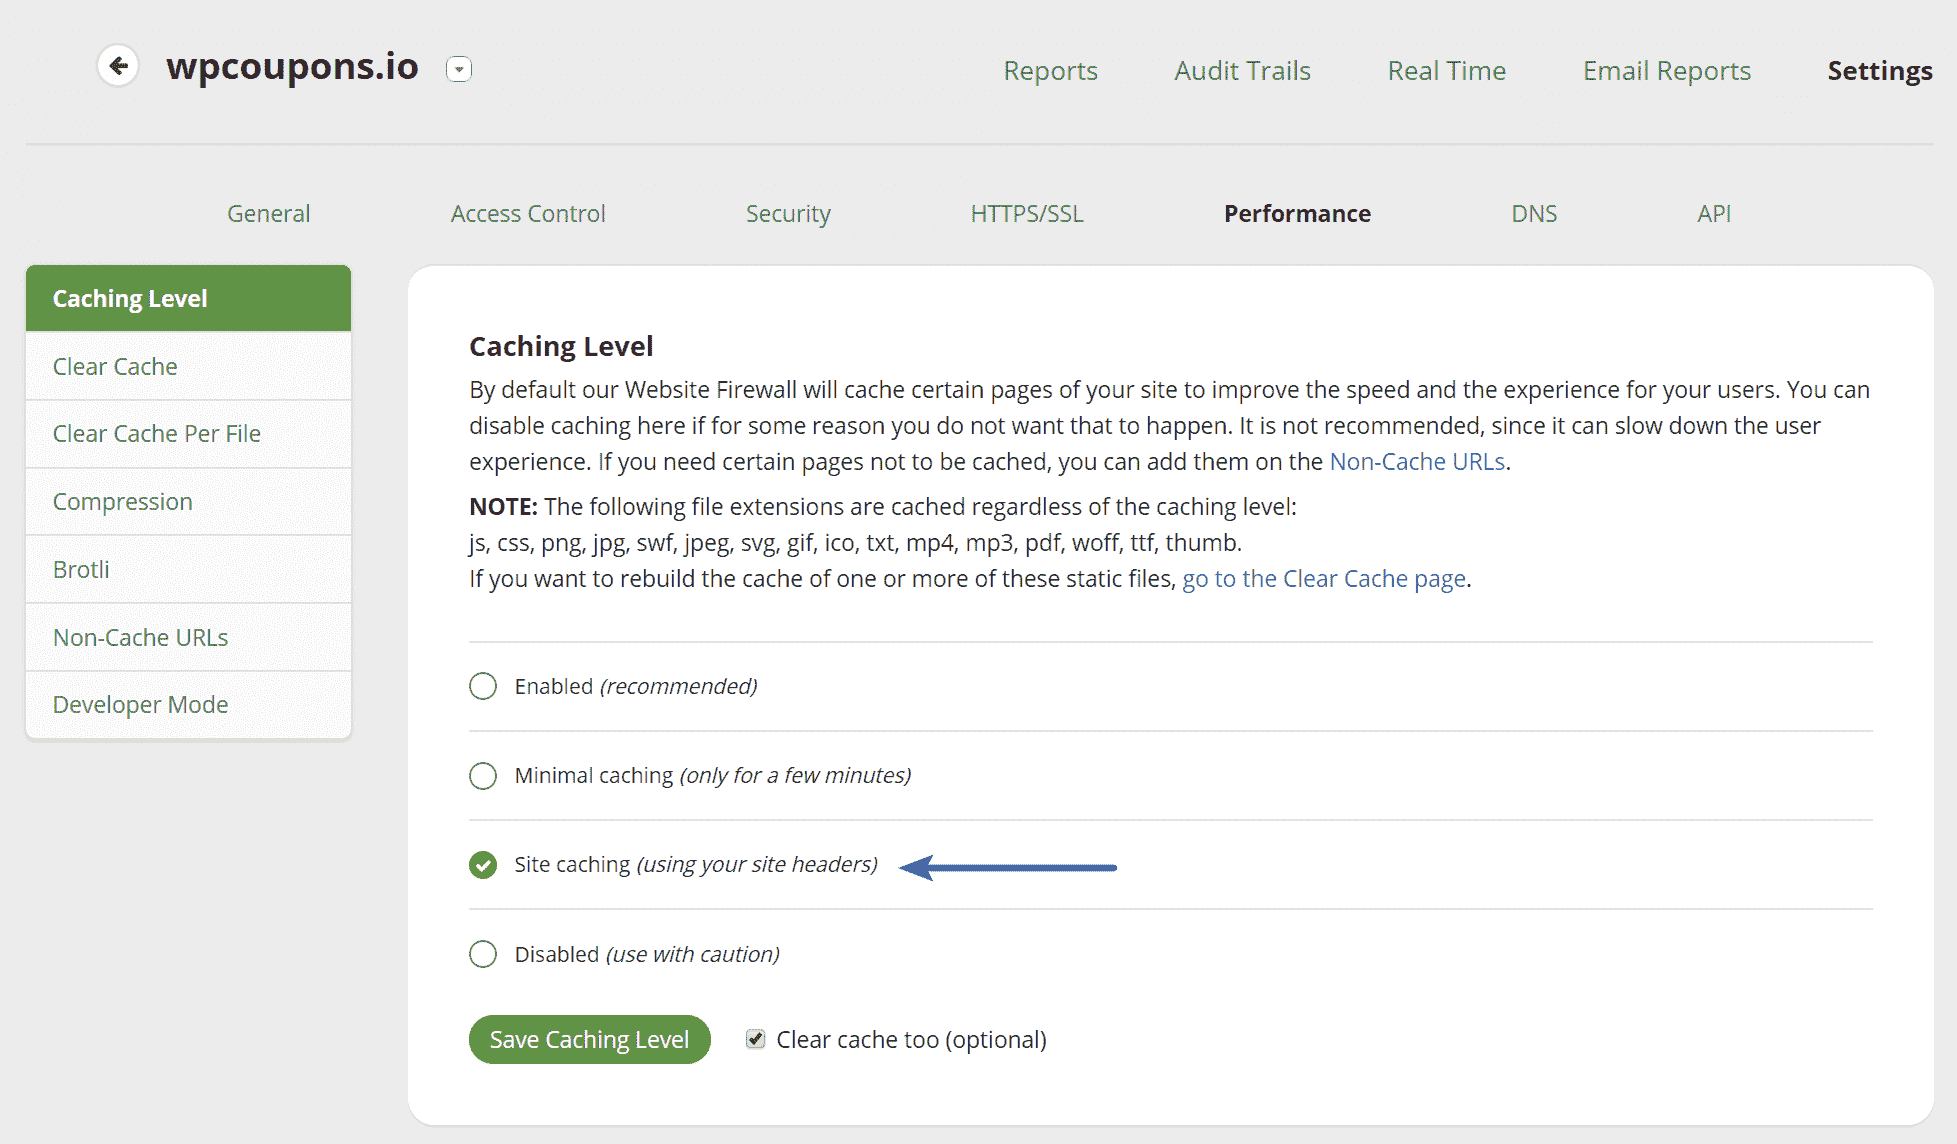 wpcoupons.io
Reports
Audit Trails
Real Time
Email Reports
Settings
General
Access Control
Security
HTTPS/SSL
Performance
DNS
API
Caching Level
Clear Cache
Clear Cache Per File
Compression
Brotli
Non-Cache URLs
Developer Mode
Caching Level
By default our Website Firewall will cache certain pages of your site to improve the speed and the experience for your users. You can
disable caching here if for some reason you do not want that to happen. It is not recommended, since it can slow down the user
experience. If you need certain pages not to be cached, you can add them on the Non-Cache URLs.
NOTE: The following file extensions are cached regardless of the caching level:
js, css, png, jpg, swf, jpeg, svg, gif, ico, txt, mp4, mp3, pdf, woff, ttf, thumb.
If you want to rebuild the cache of one or more of these static files, go to the Clear Cache page.
Enabled (recommended)
Minimal caching (only for a few minutes)
Site caching (using your site headers)
Disabled (use with caution)
Save Caching Level
Clear cache too (optional)